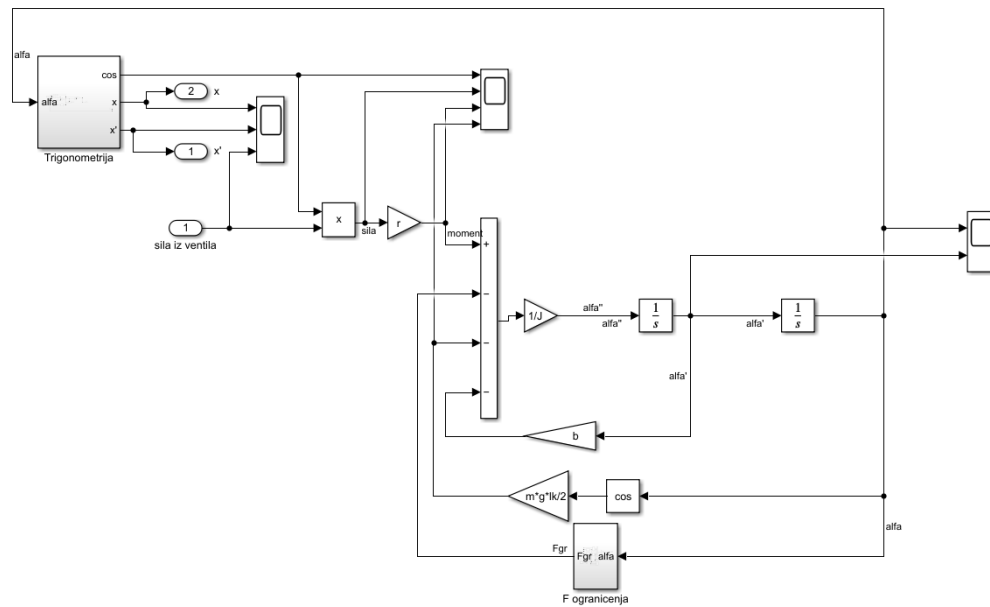 alfa
cos
alfa
x
x'
Trigonometrija
2
x
1
x'
1
sila iz ventila
x
sila
r
moment
+
−
−
−
1/J
alfa''
alfa''
1
s
alfa'
1
s
alfa'
b
m*g*lk/2
cos
alfa
Fgr
Fgr
alfa
F ogranicenja